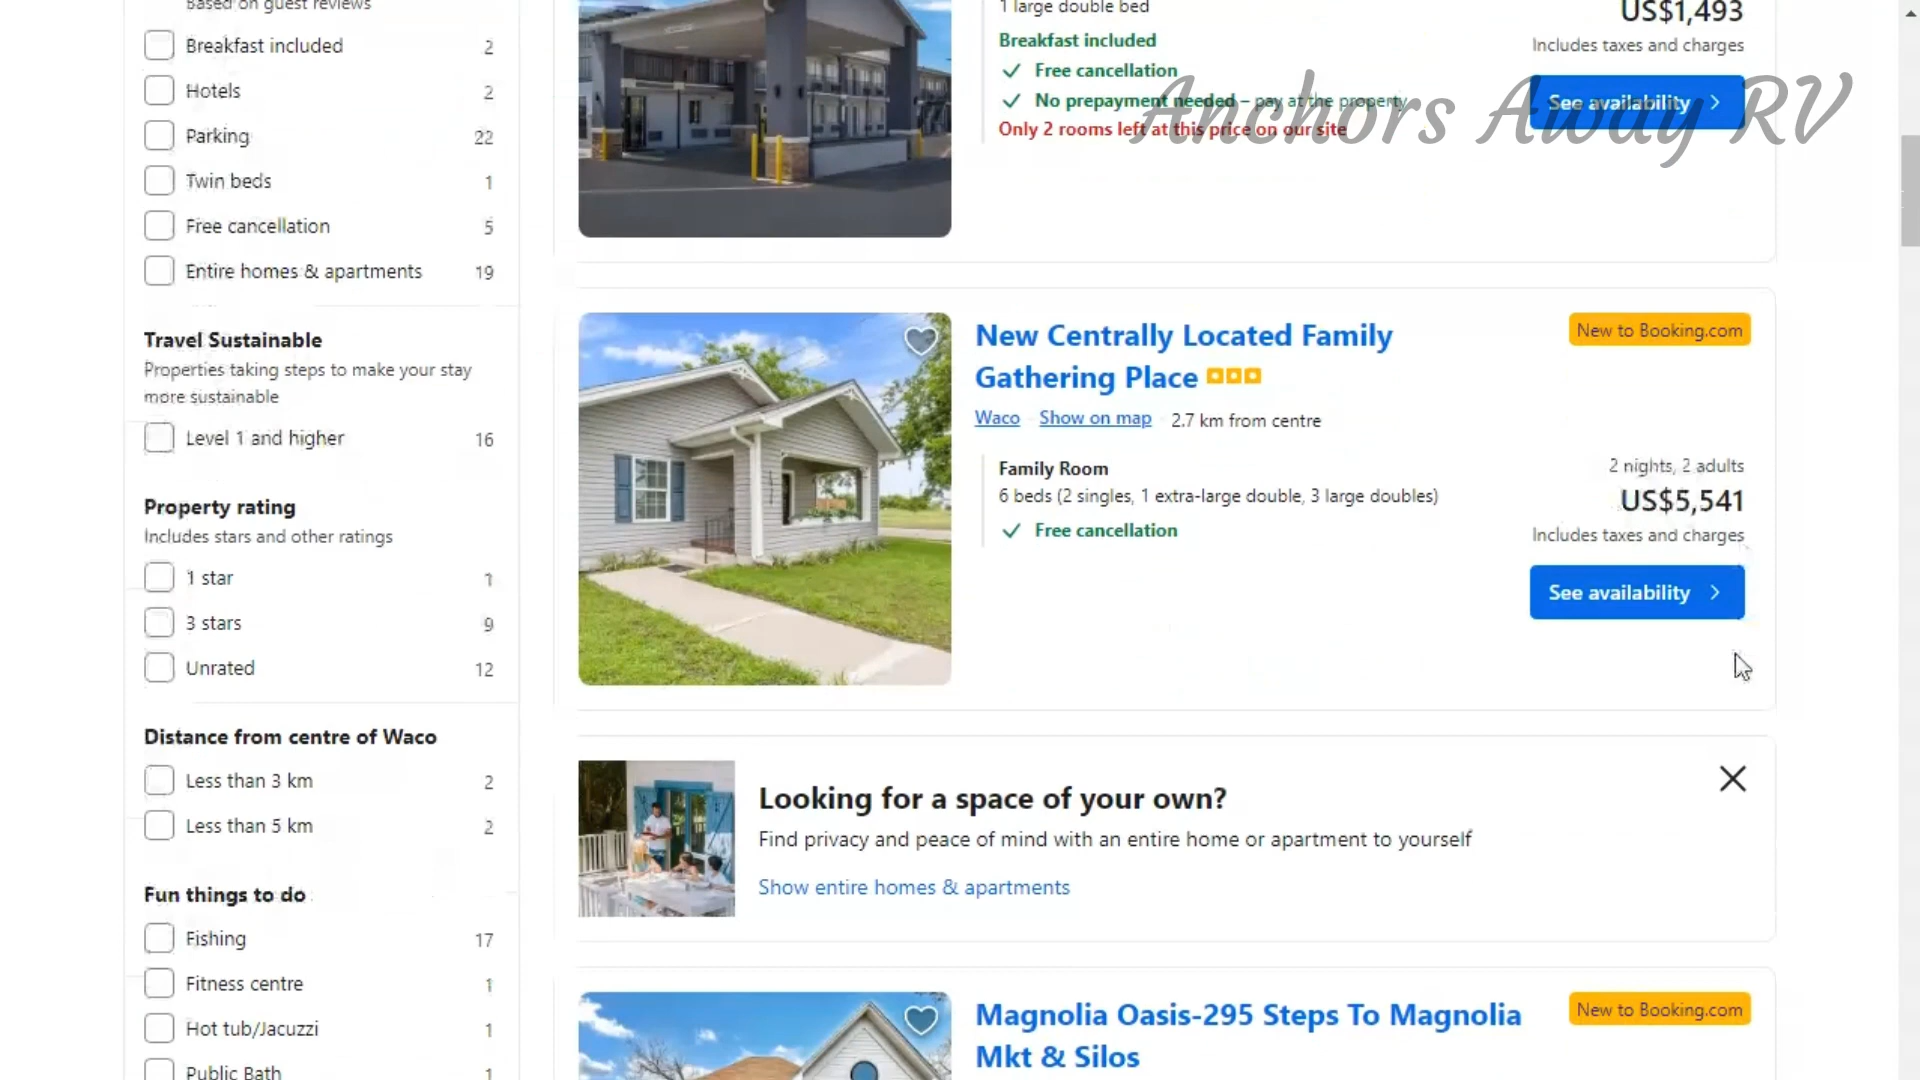 Based on guest reviews
Breakfast included 2
Hotels 2
Parking 22
Twin beds 1
Free cancellation 5
Entire homes & apartments 19
Travel Sustainable
Properties taking steps to make your stay
more sustainable
Level 1 and higher 16
Property rating
Includes stars and other ratings
1 star 1
3 stars 9
Unrated 12
Distance from centre of Waco
Less than 3 km 2
Less than 5 km 2
Fun things to do
Fishing 17
Fitness centre 1
Hot tub/Jacuzzi 1
Public Bath 1
1 large double bed
US$1,493
Breakfast included
Includes taxes and charges
Free cancellation
No prepayment needed – pay at the property
See availability
Only 2 rooms left at this price on our site
Anchors Away RV
New Centrally Located Family
Gathering Place
New to Booking.com
Waco Show on map 2.7 km from centre
Family Room
6 beds (2 singles, 1 extra-large double, 3 large doubles)
Free cancellation
2 nights, 2 adults
US$5,541
Includes taxes and charges
See availability
Looking for a space of your own?
Find privacy and peace of mind with an entire home or apartment to yourself
Show entire homes & apartments
Magnolia Oasis-295 Steps To Magnolia
Mkt & Silos
New to Booking.com